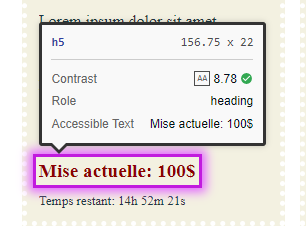 Lorem ipsum dolor sit amet
h5 156.75 x 22
Contrast AA 8.78
Role heading
Accessible Text Mise actuelle: 100$
Mise actuelle: 100$
Temps restant: 14h 52m 21s